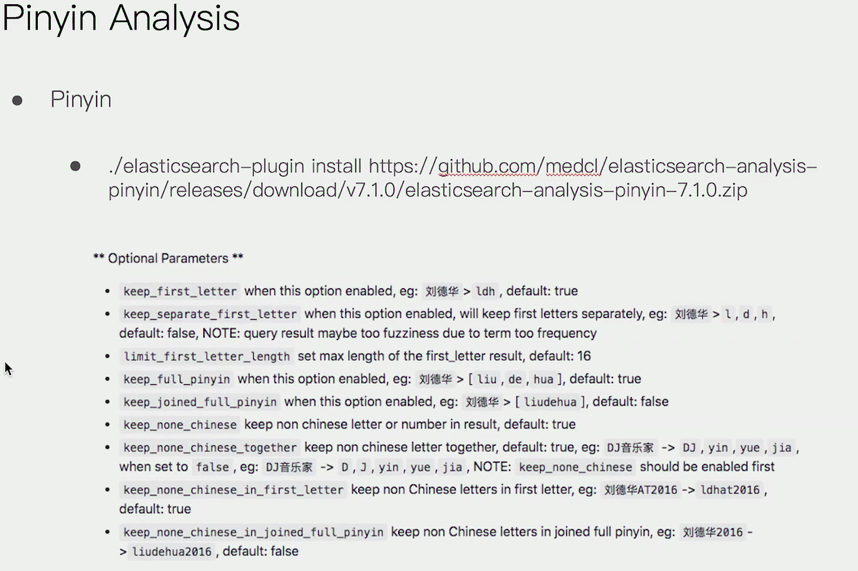 Pinyin Analysis
Pinyin
./elasticsearch-plugin install https://github.com/medcl/elasticsearch-analysis-
pinyin/releases/download/v7.1.0/elasticsearch-analysis-pinyin-7.1.0.zip
** Optional Parameters **
keep_first_letter when this option enabled, eg: 刘德华 > ldh , default: true
keep_separate_first_letter when this option enabled, will keep first letters separately, eg: 刘德华 > l , d , h ,
default: false, NOTE: query result maybe too fuzziness due to term too frequency
limit_first_letter_length set max length of the first_letter result, default: 16
keep_full_pinyin when this option enabled, eg: 刘德华 > [ liu , de , hua ], default: true
keep_joined_full_pinyin when this option enabled, eg: 刘德华 > [ liudehua ], default: false
keep_none_chinese keep non chinese letter or number in result, default: true
keep_none_chinese_together keep non chinese letter together, default: true, eg: DJ音乐家 -> DJ , yin , yue , jia ,
when set to false , eg: DJ音乐家 -> D , J , yin , yue , jia , NOTE: keep_none_chinese should be enabled first
keep_none_chinese_in_first_letter keep non Chinese letters in first letter, eg: 刘德华AT2016 -> ldhat2016 ,
default: true
keep_none_chinese_in_joined_full_pinyin keep non Chinese letters in joined full pinyin, eg: 刘德华2016 -
> liudehua2016 , default: false